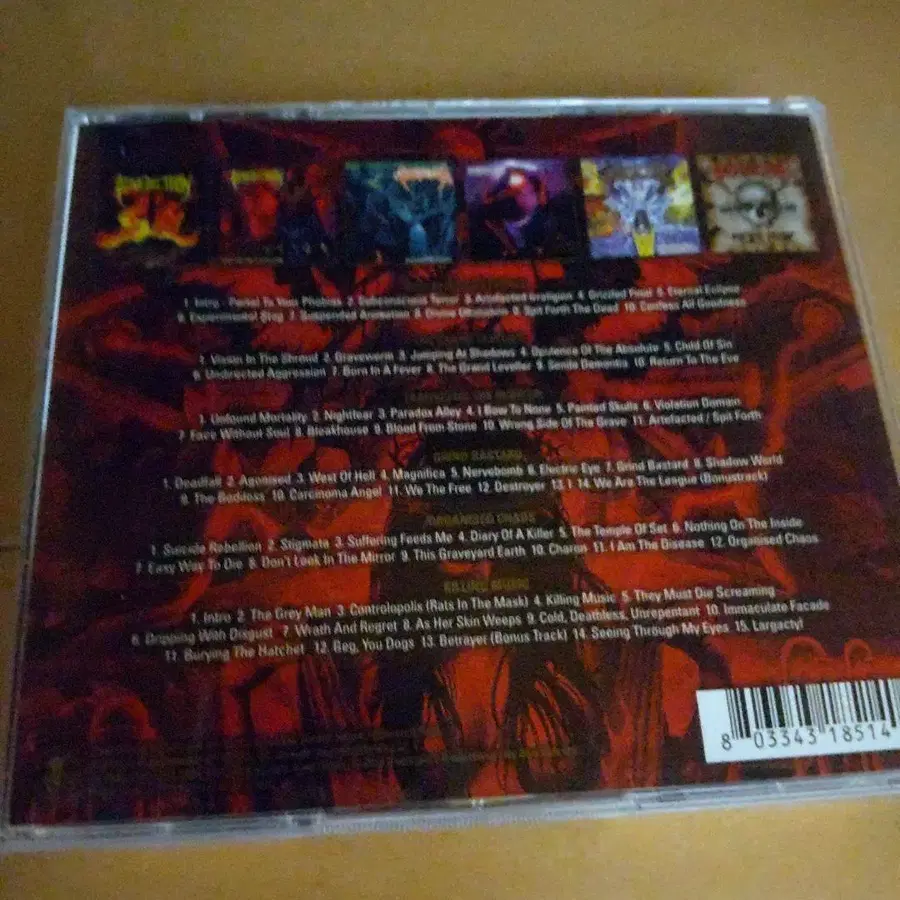 BENEDICTION
1. Intro - Portal To Your Phobias 2. Subconscious Terror 3. Artefacted Irreligion 4. Grizzled Finale 5. Eternal Eclipse
6. Experimental Stage 7. Suspended Animation 8. Divine Ultimatum 9. Spit Forth The Dead 10. Confess All Goodness
1. Vision In The Shroud 2. Graveworm 3. Jumping At Shadows 4. Opulence Of The Absolute 5. Child Of Sin
6. Undirected Aggression 7. Born In A Fever 8. The Grand Leveller 9. Senile Dementia 10. Return To The Eve
1. Unfound Mortality 2. Nightfear 3. Paradox Alley 4. I Bow To None 5. Painted Skulls 6. Violation Domain
7. Face Without Soul 8. Bleakhouse 9. Blood From Stone 10. Wrong Side Of The Grave 11. Artefacted / Spit Forth
GRIND BASTARD
1. Deadfall 2. Agonised 3. West Of Hell 4. Magnificat 5. Nervebomb 6. Electric Eye 7. Grind Bastard 8. Shadow World
9. The Bodiless 10. Carcinoma Angel 11. We The Free 12. Destroyer 13. I 14. We Are The League (Bonustrack)
ORGANISED CHAOS
1. Suicide Rebellion 2. Stigmata 3. Suffering Feeds Me 4. Diary Of A Killer 5. The Temple Of Set 6. Nothing On The Inside
7. Easy Way To Die 8. Don't Look In The Mirror 9. This Graveyard Earth 10. Charon 11. I Am The Disease 12. Organised Chaos
KILLING MUSIC
1. Intro 2. The Grey Man 3. Controlopolis (Rats In The Mask) 4. Killing Music 5. They Must Die Screaming
6. Dripping With Disgust 7. Wrath And Regret 8. As Her Skin Weeps 9. Cold, Deathless, Unrepentant 10. Immaculate Facade
11. Burying The Hatchet 12. Beg, You Dogs 13. Betrayer (Bonus Track) 14. Seeing Through My Eyes 15. Largactyl
8 03343 18514